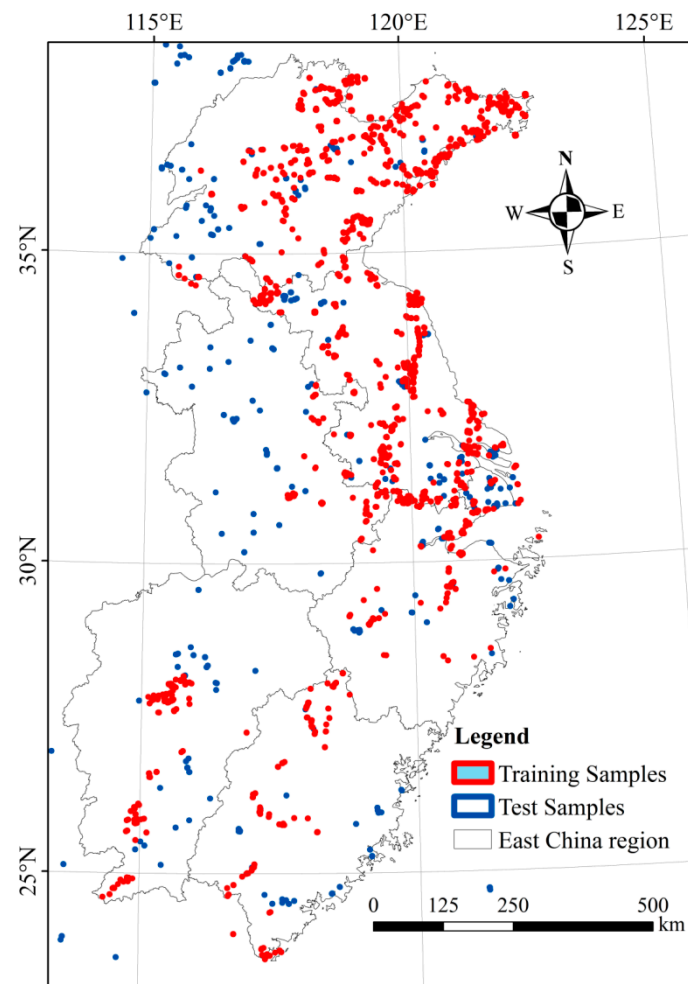 115°E 120°E 125°E
N
W E
S
35°N
30°N
25°N
Legend
Training Samples
Test Samples
East China region
0 125 250 500
km